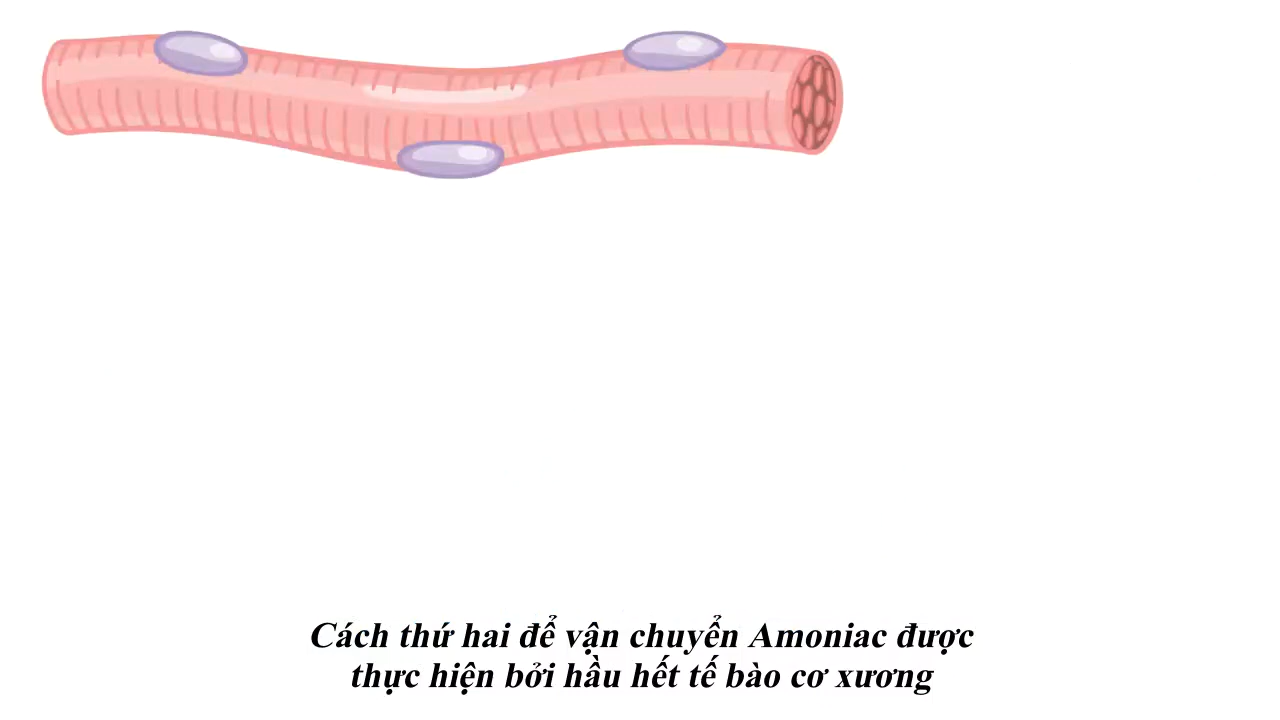 Cách thứ hai để vận chuyển Amoniac được
thực hiện bởi hầu hết tế bào cơ xương